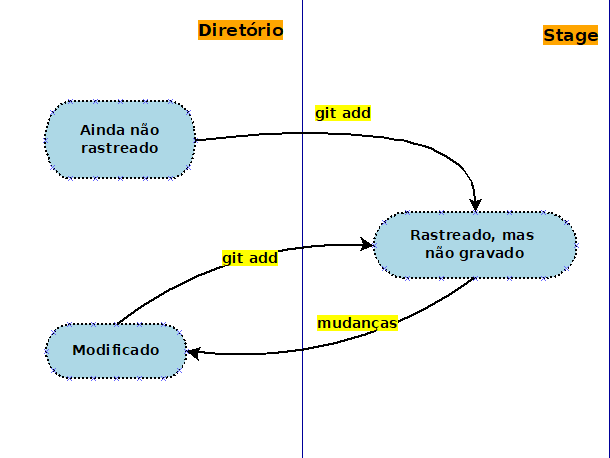 Diretório
Stage
git add
Ainda não
rastreado
Rastreado, mas
não gravado
git add
mudanças
Modificado